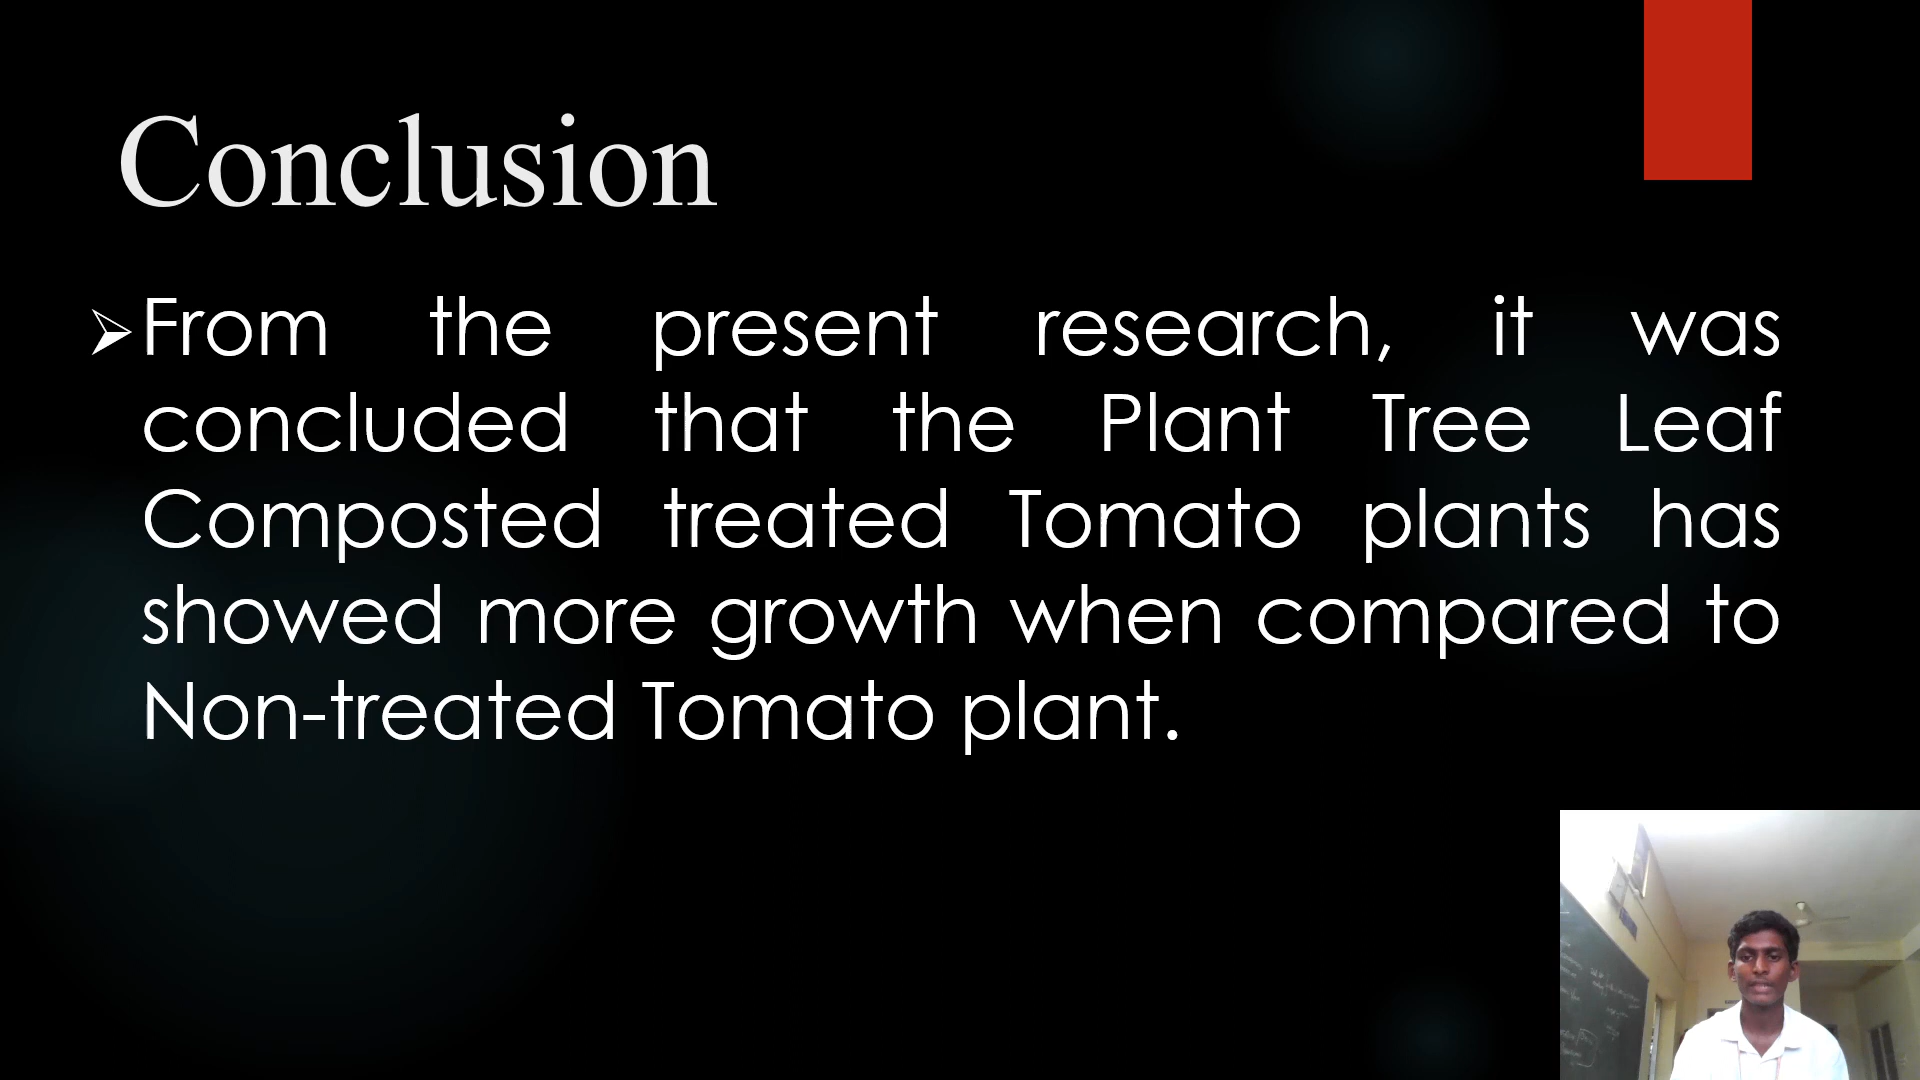 Conclusion
From the present research, it was
concluded that the Plant Tree Leaf
Composted treated Tomato plants has
showed more growth when compared to
Non-treated Tomato plant.